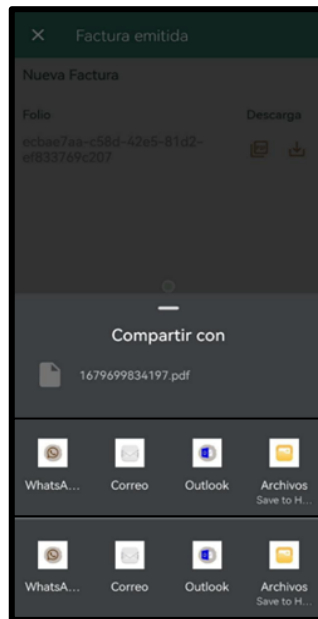 Factura emitida
Nueva Factura
Folio Descarga
ecbae7aa-c58d-42e5-81d2-
ef833769c207
Compartir con
1679699834197.pdf
WhatsA... Correo Outlook Archivos
Save to H...
WhatsA... Correo Outlook Archivos
Save to H...